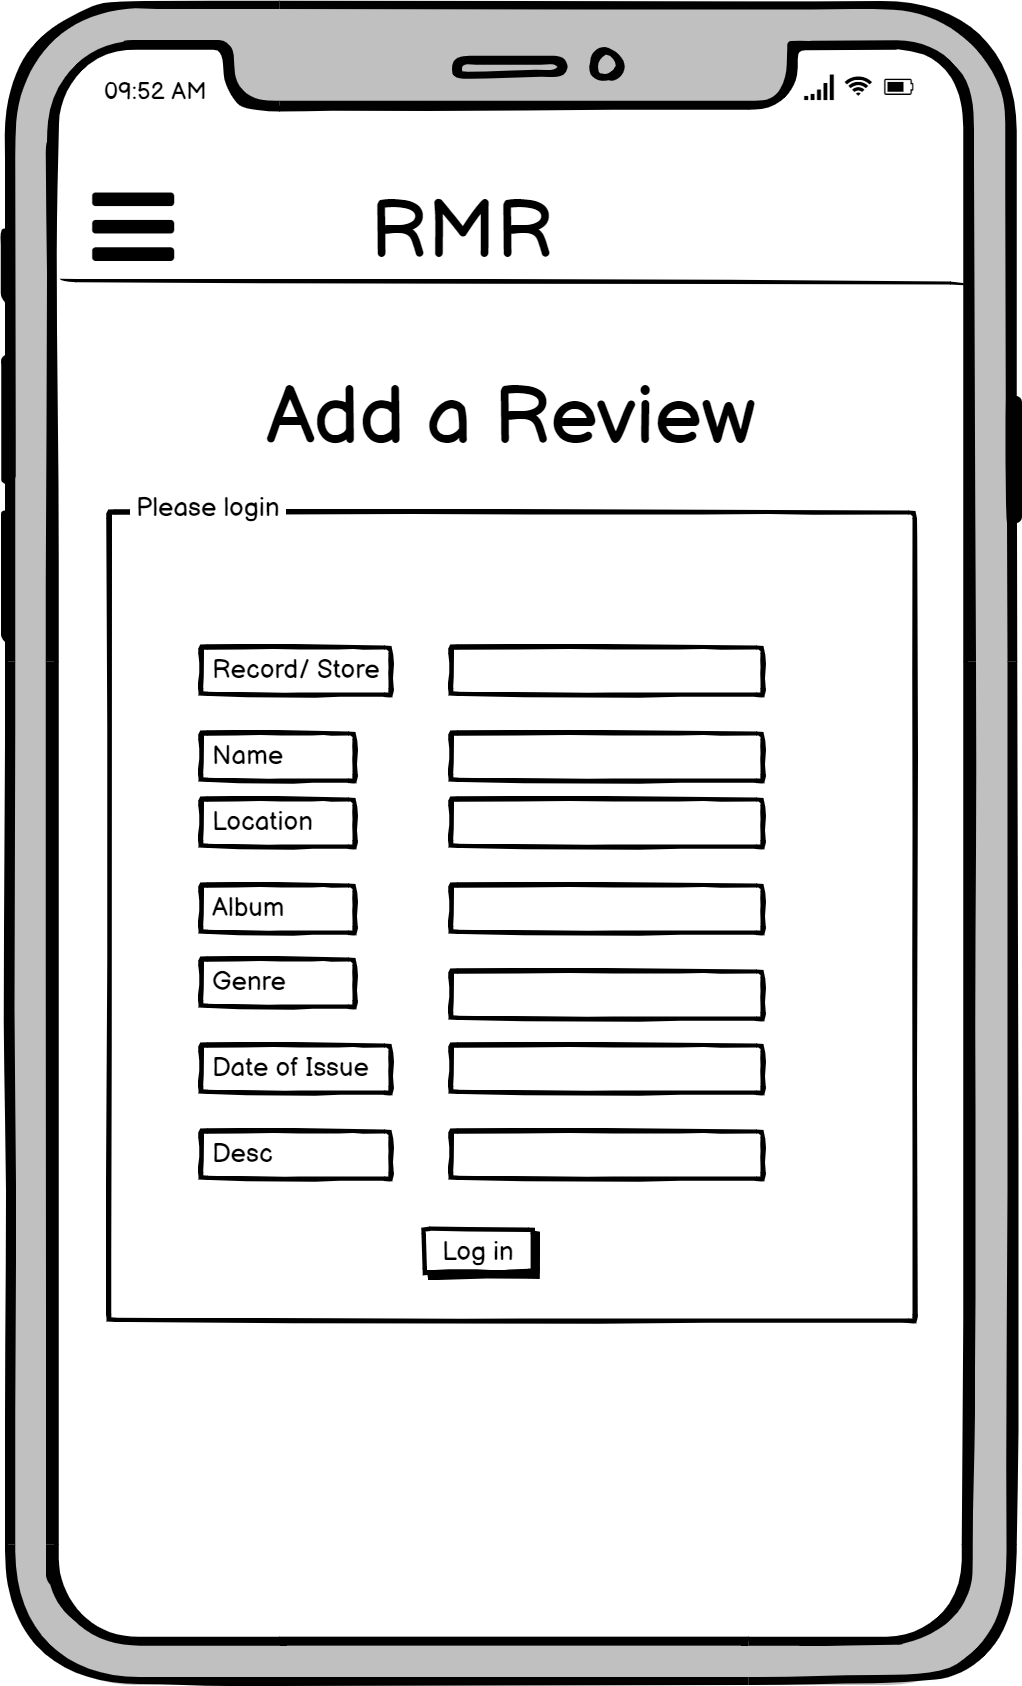 09:52 AM
RMR
Add a Review
Please login
Record/ Store
Name
Location
Album
Genre
Date of Issue
Desc
Log in